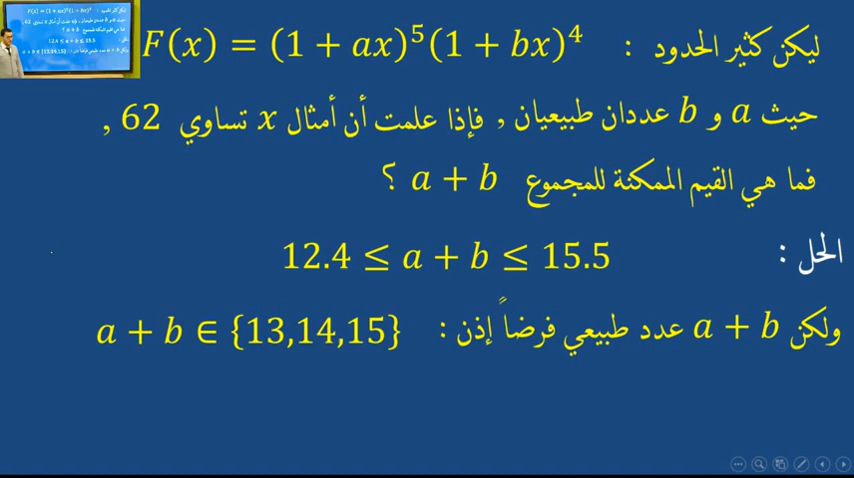 ليكن كثير الحدود : F(x) = (1 + ax)⁵(1 + bx)⁴
حيث a و b عددان طبيعيان , فإذا علمت أن أمثال x تساوي 62 ,
فما هي القيم الممكنة للمجموع a + b ؟
الحل : 12.4 ≤ a + b ≤ 15.5
ولكن a + b عدد طبيعي فرضاً إذن : a + b ∈ {13,14,15}